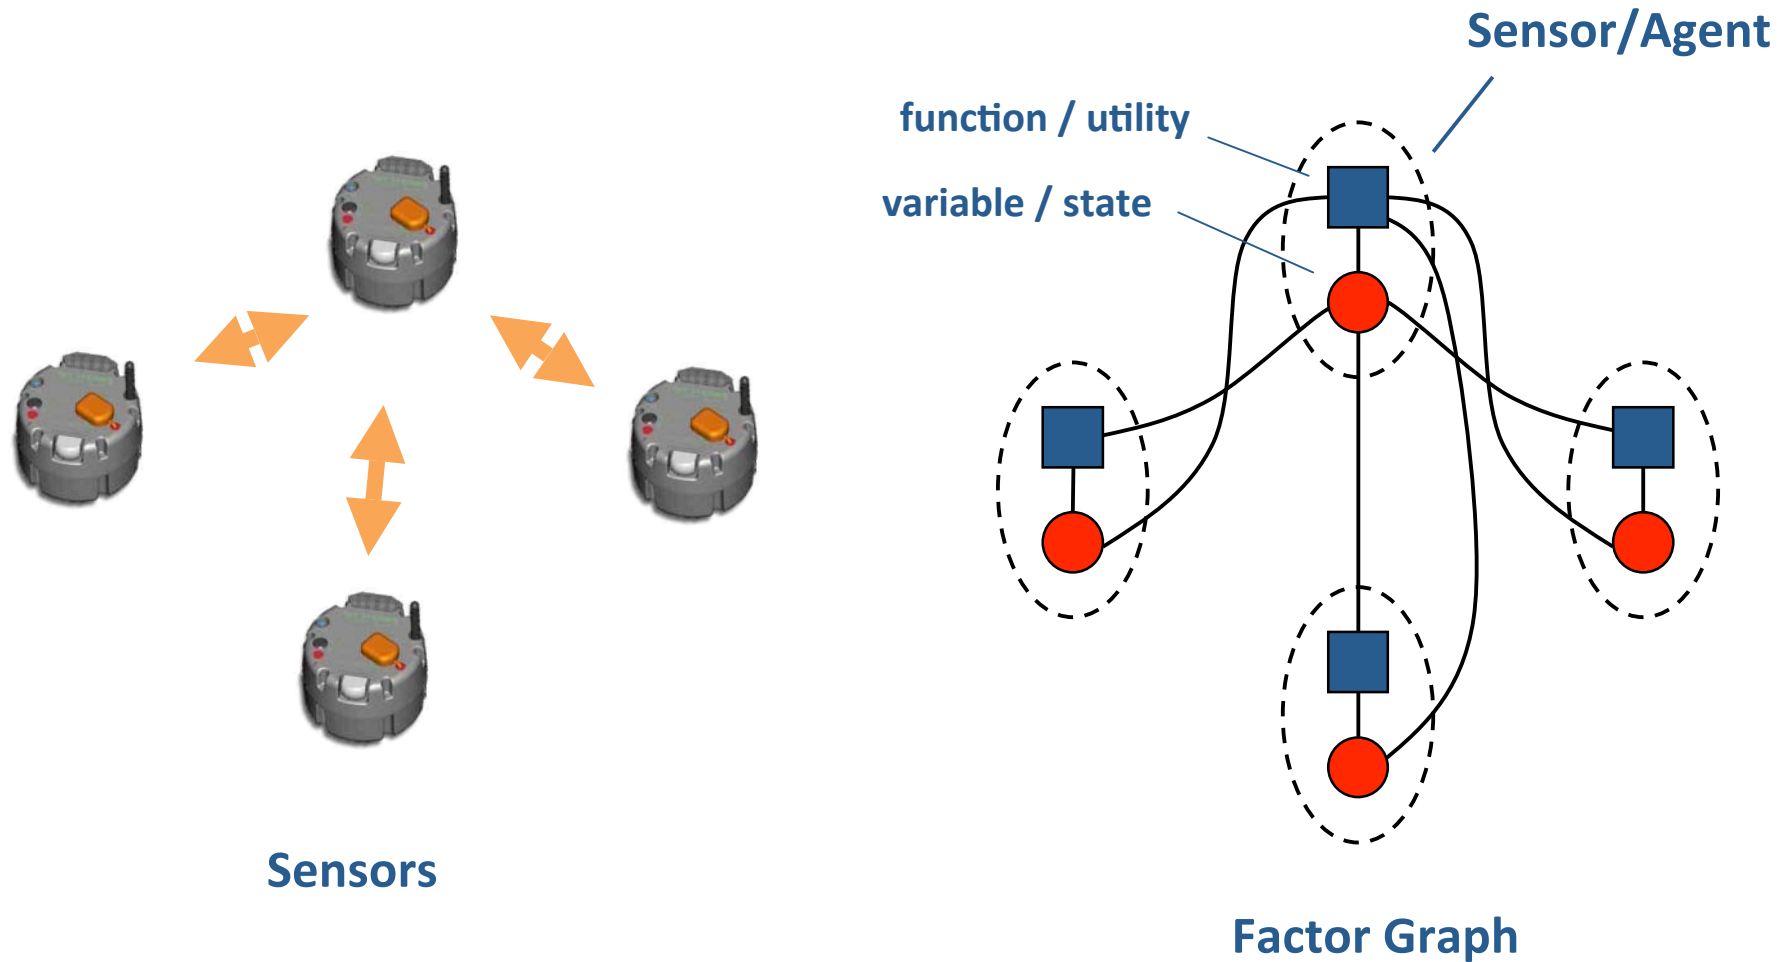 Sensor/Agent
function / utility
variable / state
Sensors
Factor Graph